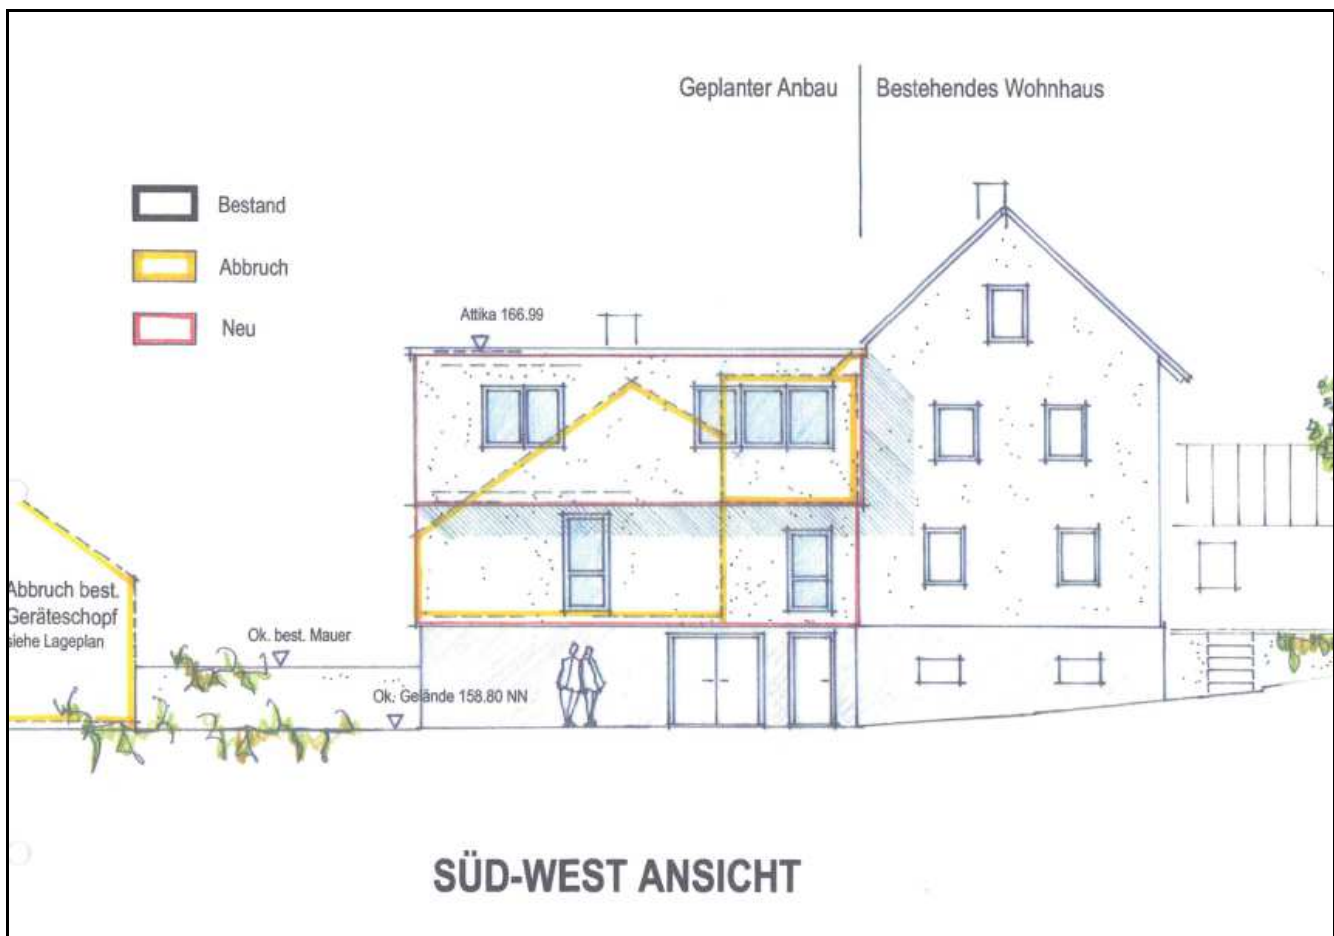 Geplanter Anbau
Bestehendes Wohnhaus
Bestand
Abbruch
Neu
Attika 166.99
Abbruch best.
Geräteschopf
siehe Lageplan
Ok. best. Mauer
Ok. Gelände 158.80 NN
SÜD-WEST ANSICHT